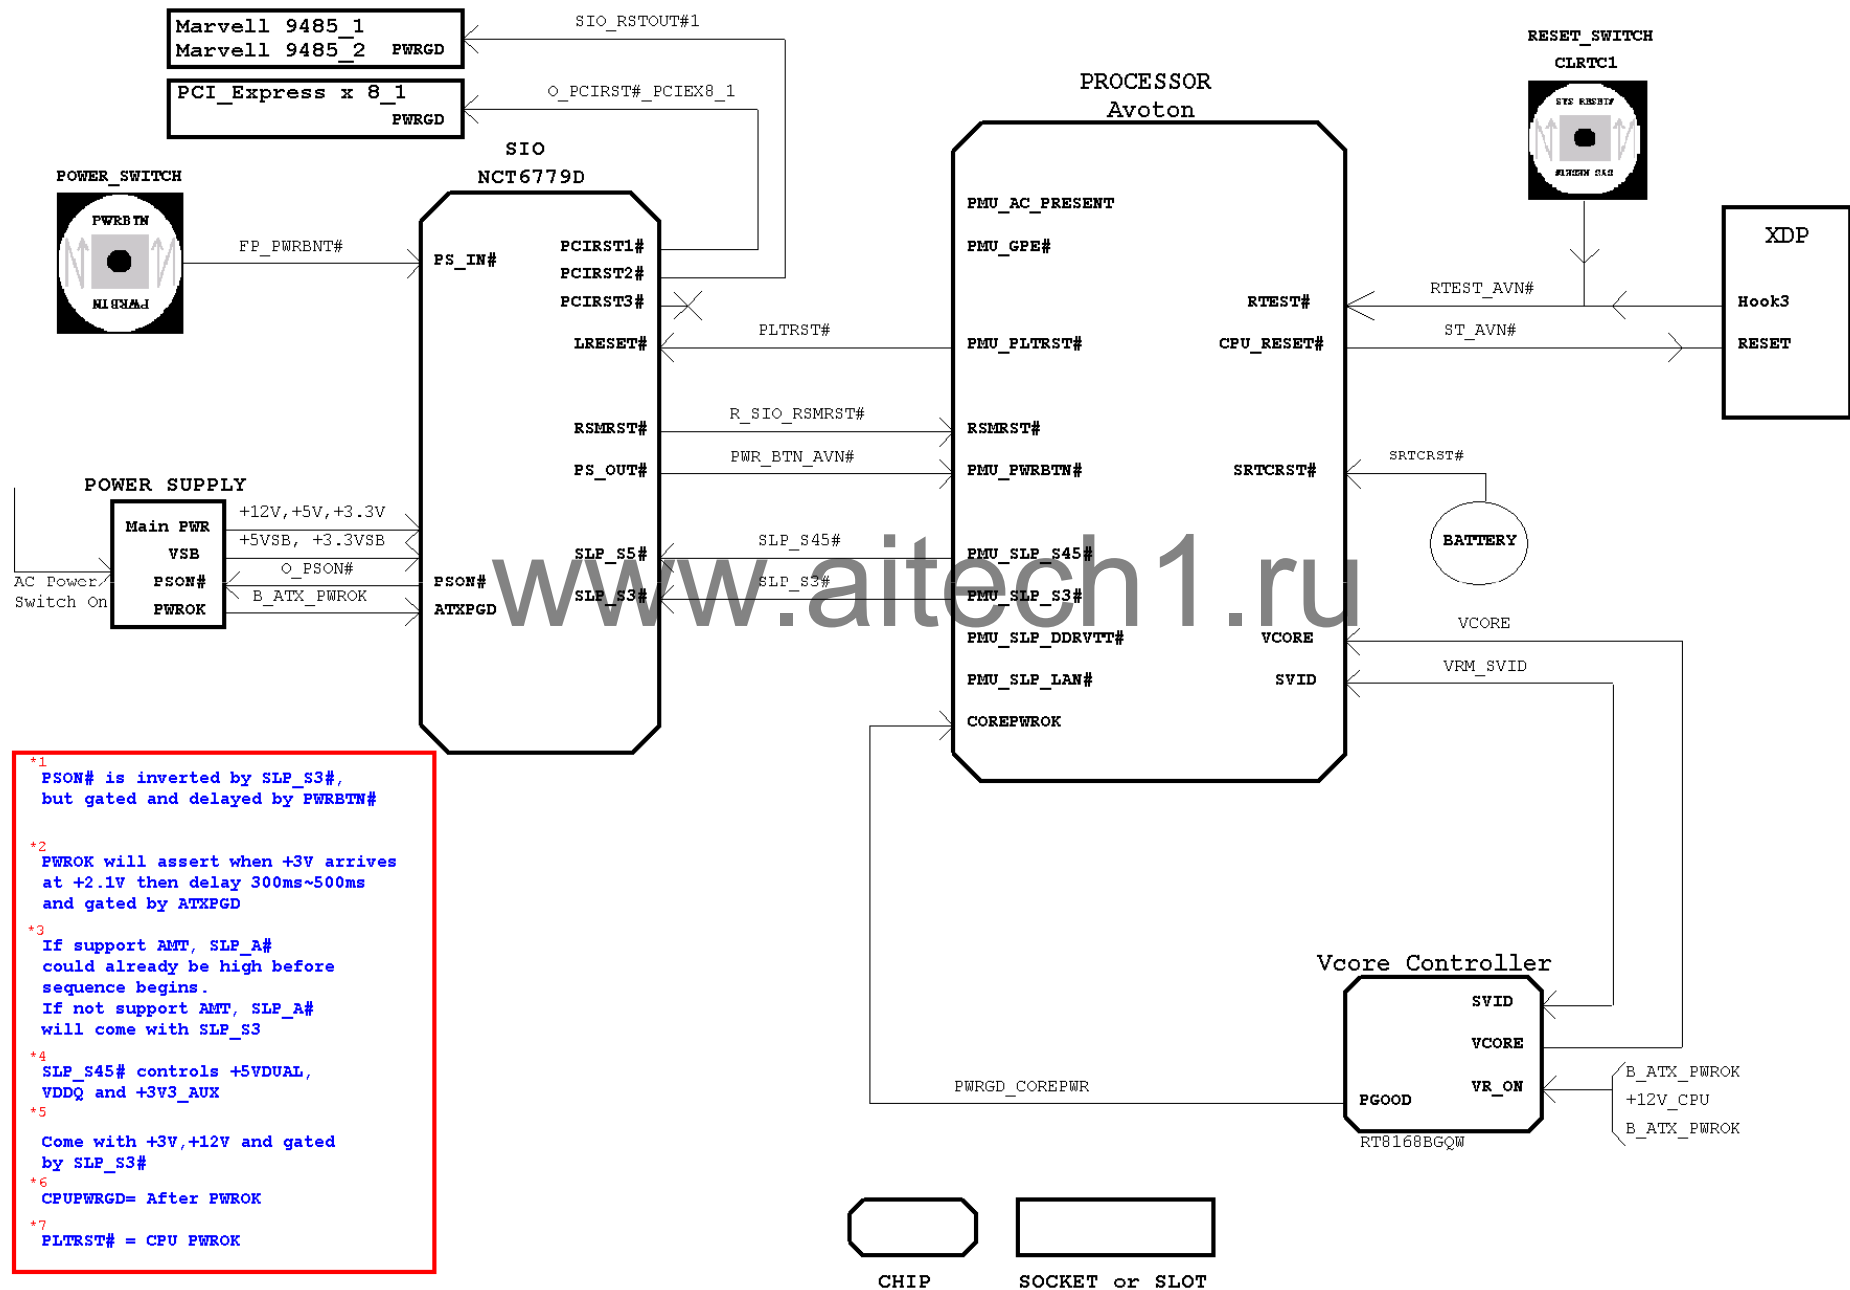 Marvell 9485_1
Marvell 9485_2 PWRGD
SIO_RSTOUT#1
PCI_Express x 8_1
PWRGD
O_PCIRST#_PCIEX8_1
POWER_SWITCH
PWRBTN
PWRBTN
FP_PWRBNT#
SIO
NCT6779D
PS_IN#
PCIRST1#
PCIRST2#
PCIRST3#
LRESET#
RSMRST#
PS_OUT#
SLP_S5#
SLP_S3#
PSON#
ATXPGD
PLTRST#
R_SIO_RSMRST#
PWR_BTN_AVN#
SLP_S45#
SLP_S3#
PROCESSOR
Avoton
PMU_AC_PRESENT
PMU_GPE#
PMU_PLTRST#
RSMRST#
PMU_PWRBTN#
PMU_SLP_S45#
PMU_SLP_S3#
PMU_SLP_DDRVTT#
PMU_SLP_LAN#
COREPWROK
RTEST#
CPU_RESET#
SRTCRST#
VCORE
SVID
RESET_SWITCH
CLRTC1
SYS RESET#
SYS RESET#
XDP
Hook3
RESET
RTEST_AVN#
ST_AVN#
SRTCRST#
BATTERY
VCORE
VRM_SVID
POWER SUPPLY
Main PWR
VSB
PSON#
PWROK
+12V,+5V,+3.3V
+5VSB, +3.3VSB
O_PSON#
B_ATX_PWROK
AC Power
Switch On
www.aitech1.ru
*1
PSON# is inverted by SLP_S3#,
but gated and delayed by PWRBTN#
*2
PWROK will assert when +3V arrives
at +2.1V then delay 300ms~500ms
and gated by ATXPGD
*3
If support AMT, SLP_A#
could already be high before
sequence begins.
If not support AMT, SLP_A#
will come with SLP_S3
*4
SLP_S45# controls +5VDUAL,
VDDQ and +3V3_AUX
*5
Come with +3V,+12V and gated
by SLP_S3#
*6
CPUPWRGD= After PWROK
*7
PLTRST# = CPU PWROK
Vcore Controller
SVID
VCORE
VR_ON
PGOOD
RT8168BGQW
PWRGD_COREPWR
B_ATX_PWROK
+12V_CPU
B_ATX_PWROK
CHIP
SOCKET or SLOT